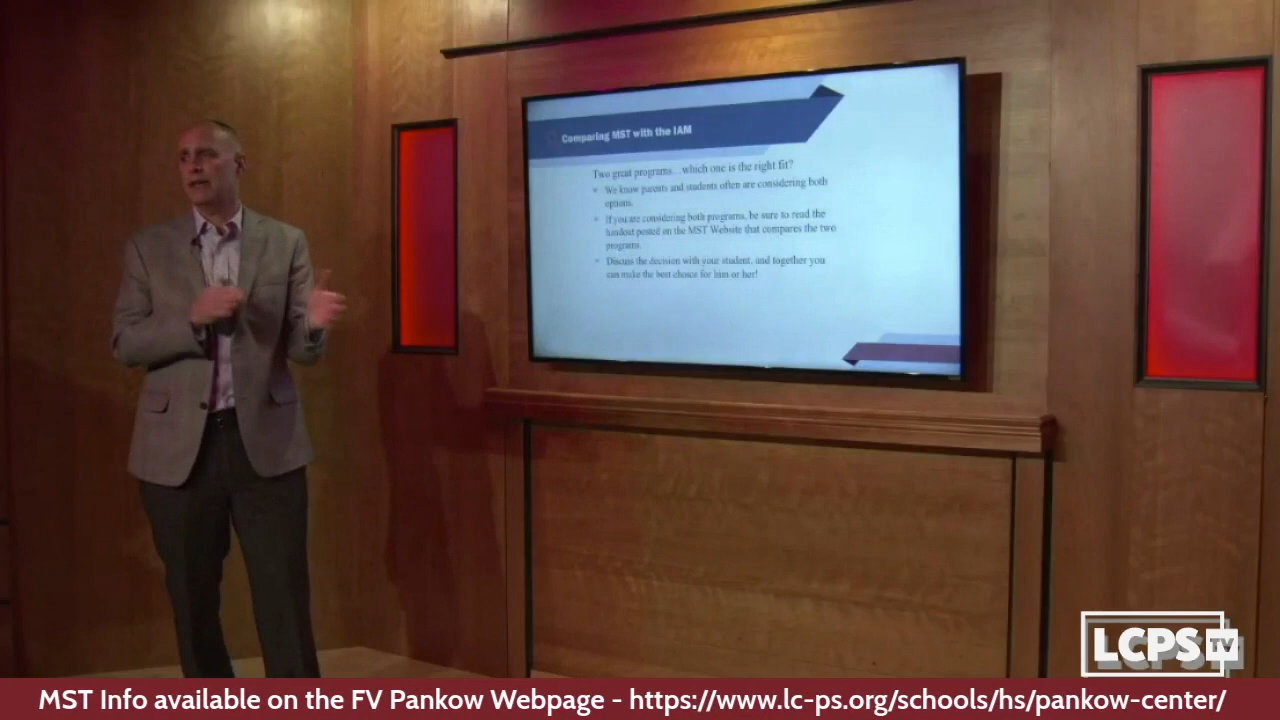 Comparing MST with the IAM
Two great programs…which one is the right fit?
We know parents and students often are considering both
options.
If you are considering both programs, be sure to read the
handout posted on the MST Website that compares the two
programs.
Discuss the decision with your student, and together you
can make the best choice for him or her!
LCPS TV
MST Info available on the FV Pankow Webpage - https://www.lc-ps.org/schools/hs/pankow-center/